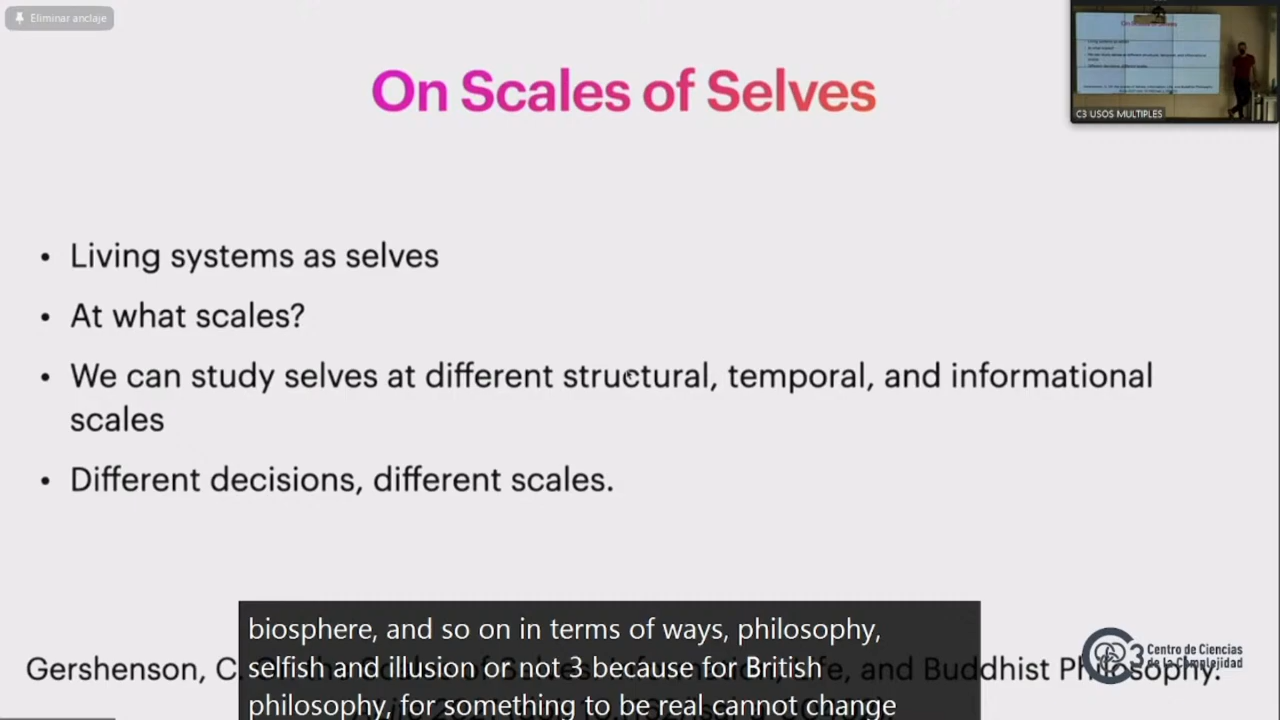 Eliminar anclaje
On Scales of Selves
C3 USOS MULTIPLES
• Living systems as selves
• At what scales?
• We can study selves at different structural, temporal, and informational
scales
• Different decisions, different scales.
biosphere, and so on in terms of ways, philosophy,
selfish and illusion or not 3 because for British
philosophy, for something to be real cannot change
Gershenson, C. Life, and Buddhist Philosophy.
3 Centro de Ciencias
de la Complejidad